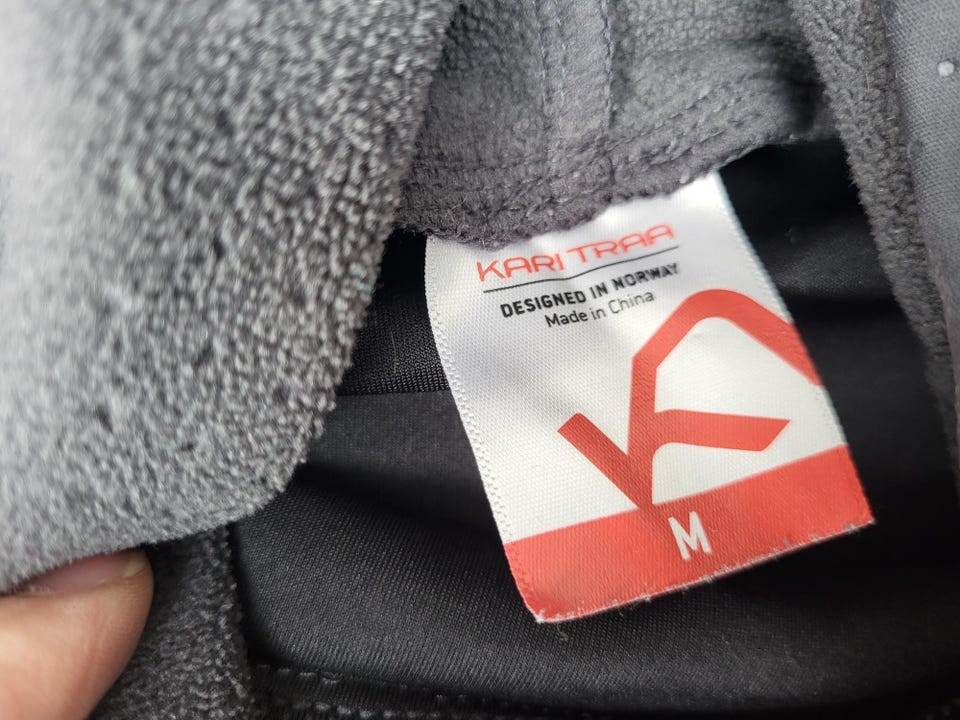 KARI TRAA
DESIGNED IN NORWAY
Made in China
M